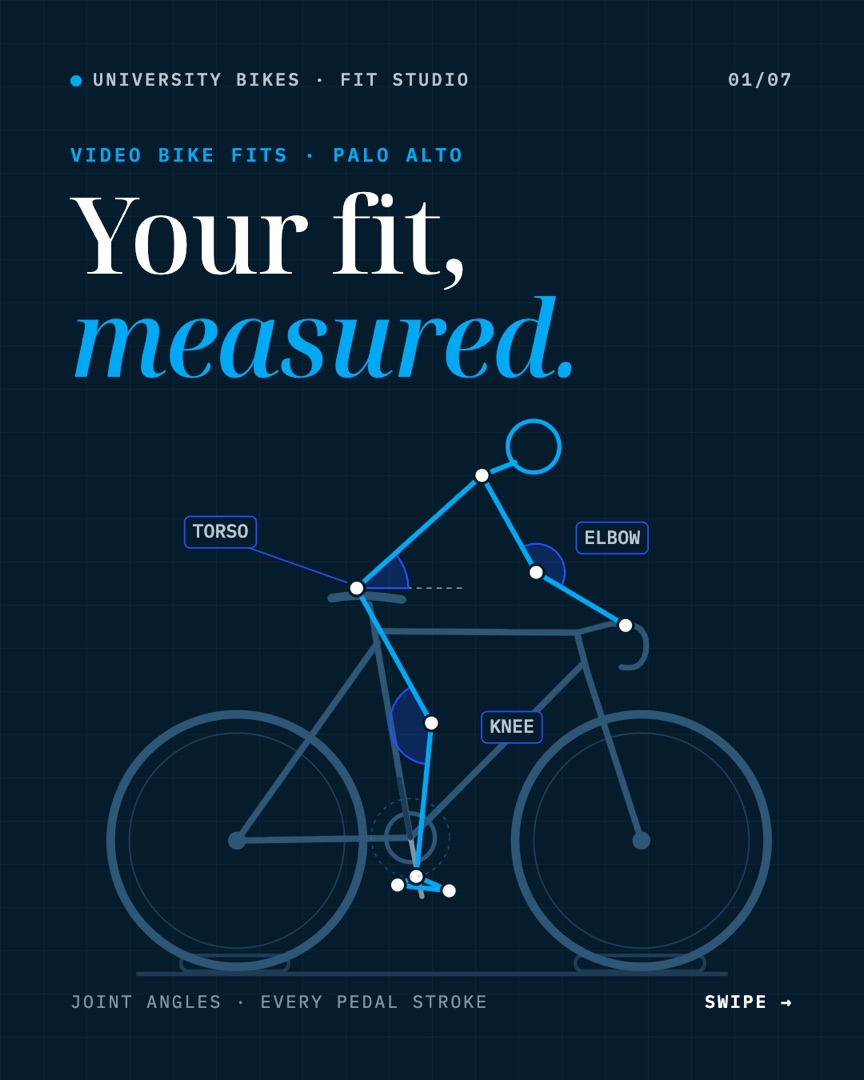 UNIVERSITY BIKES · FIT STUDIO
01/07
VIDEO BIKE FITS · PALO ALTO
Your fit,
measured.
TORSO
ELBOW
KNEE
JOINT ANGLES · EVERY PEDAL STROKE
SWIPE →